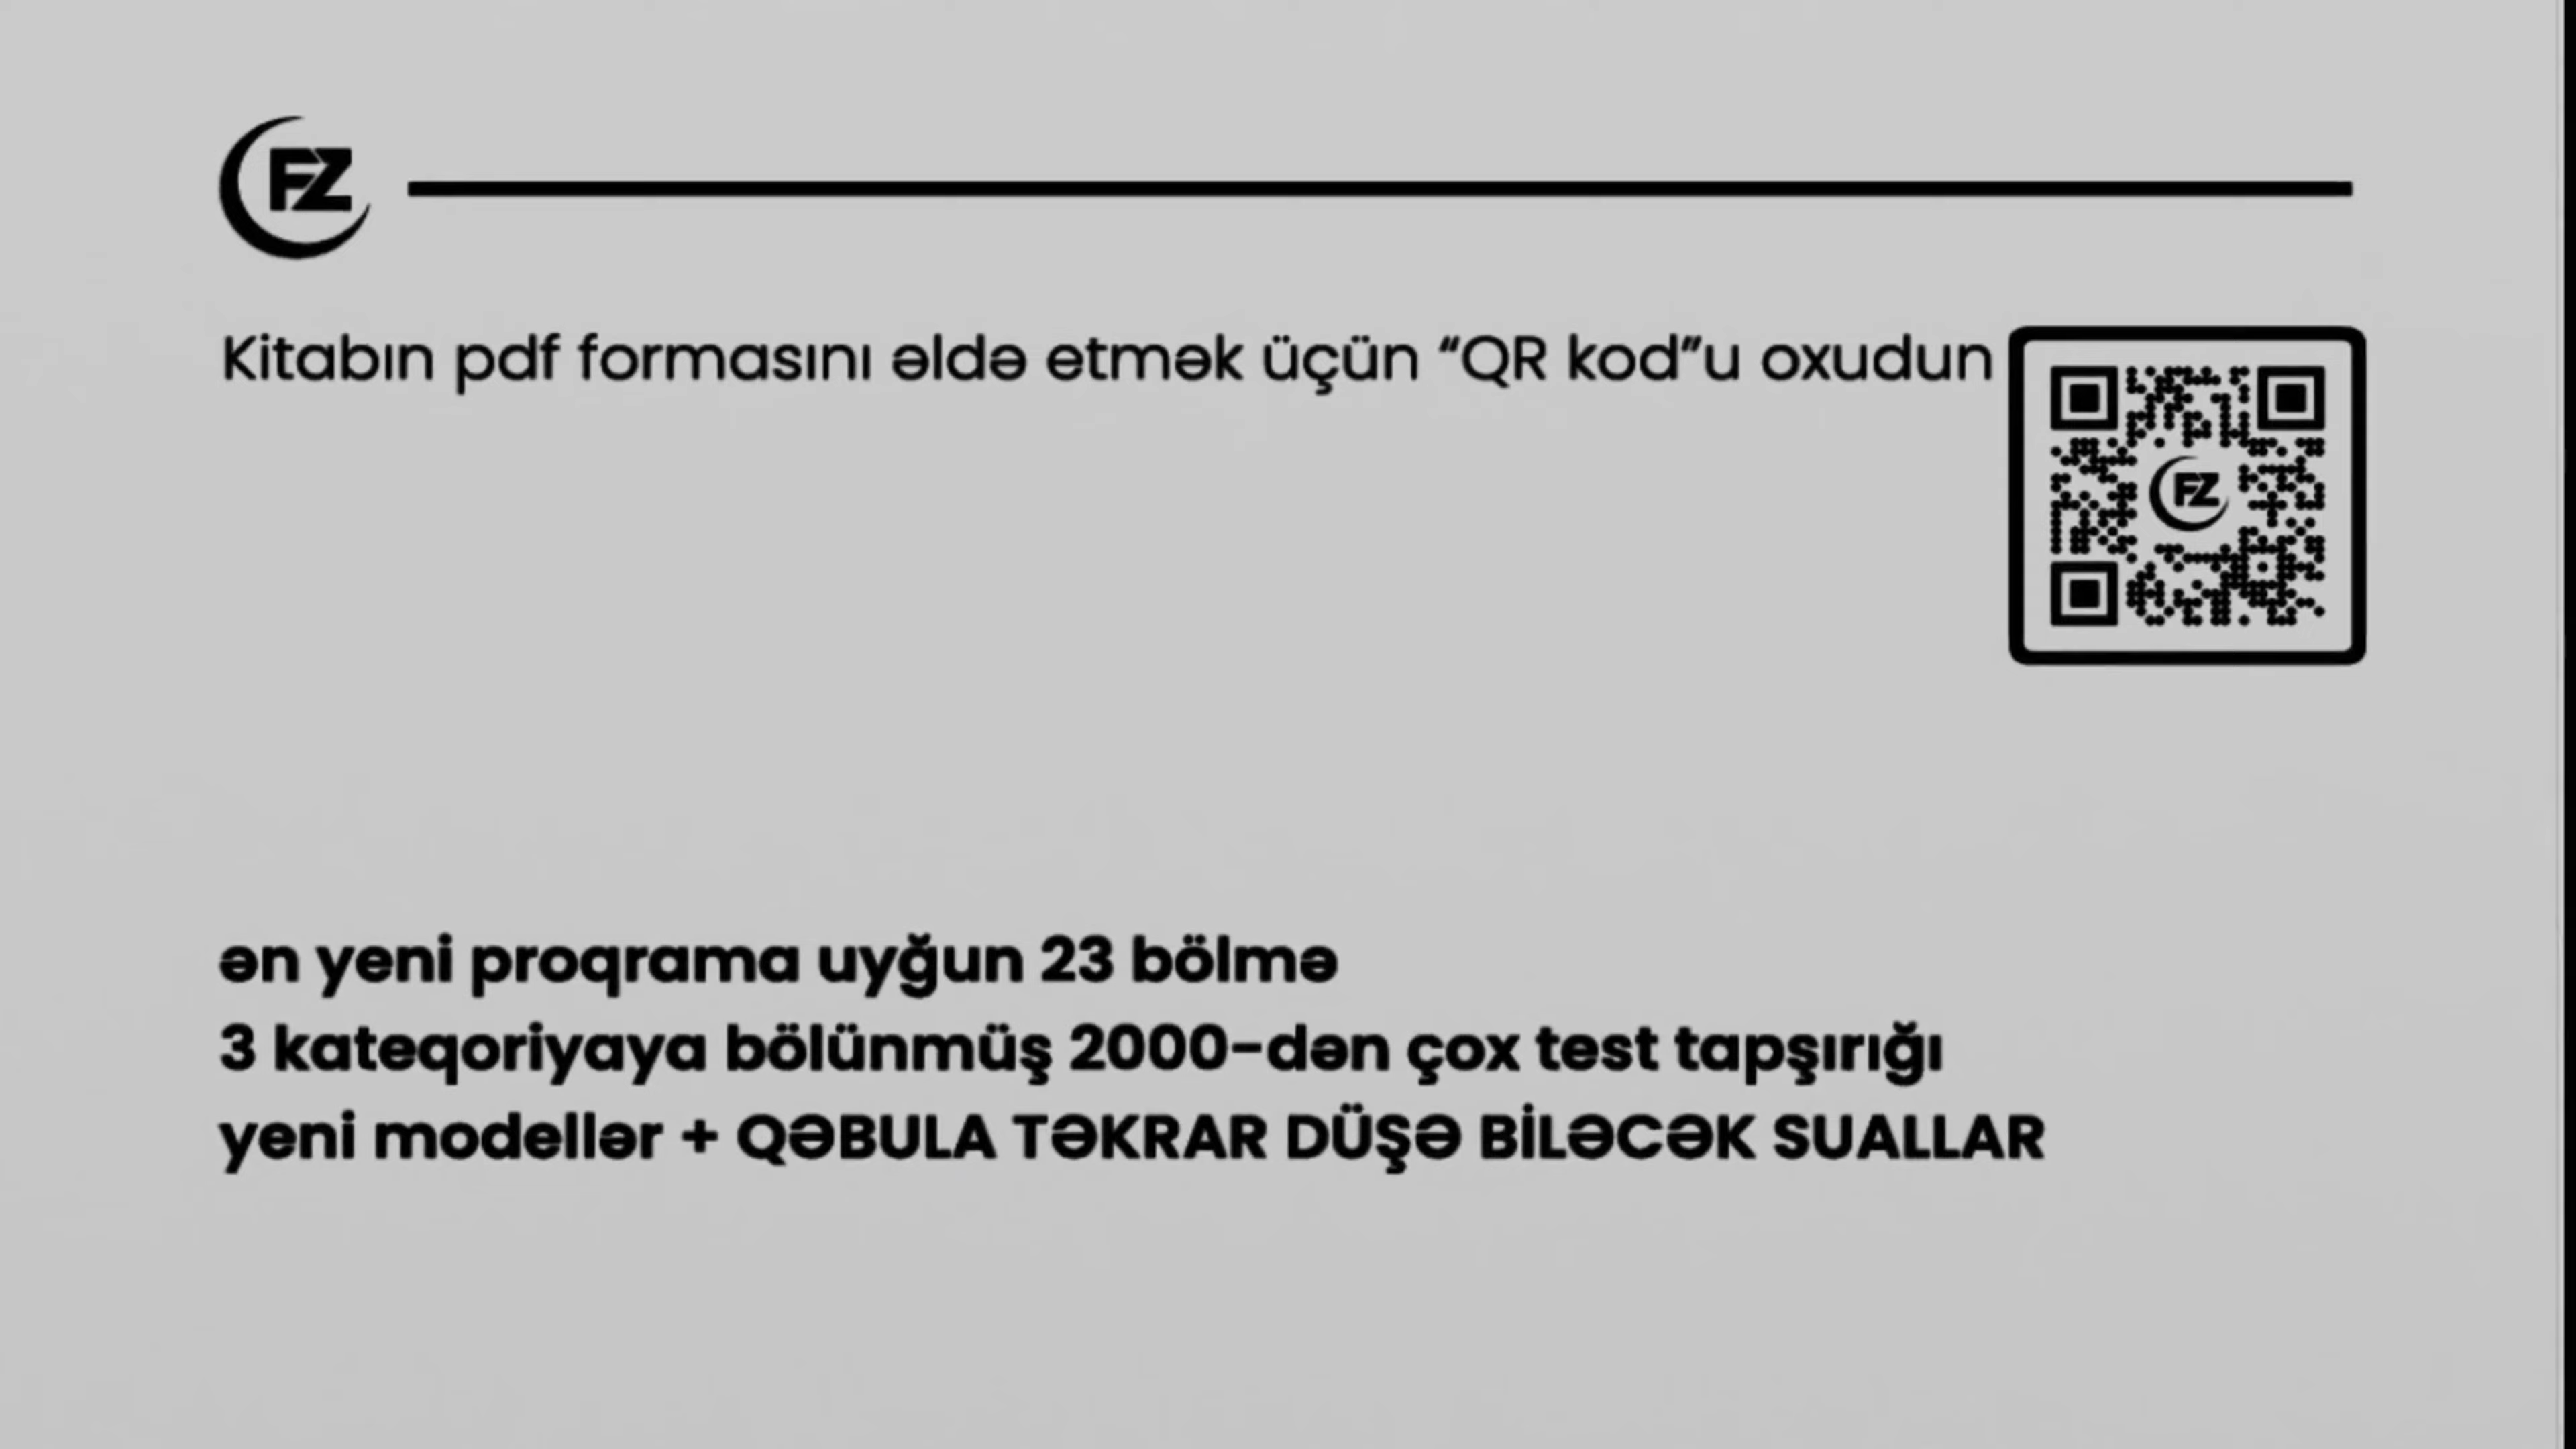 FZ
Kitabın pdf formasını əldə etmək üçün “QR kod”u oxudun
FZ
ən yeni proqrama uyğun 23 bölmə
3 kateqoriyaya bölünmüş 2000-dən çox test tapşırığı
yeni modellər + QƏBULA TƏKRAR DÜŞƏ BİLƏCƏK SUALLAR